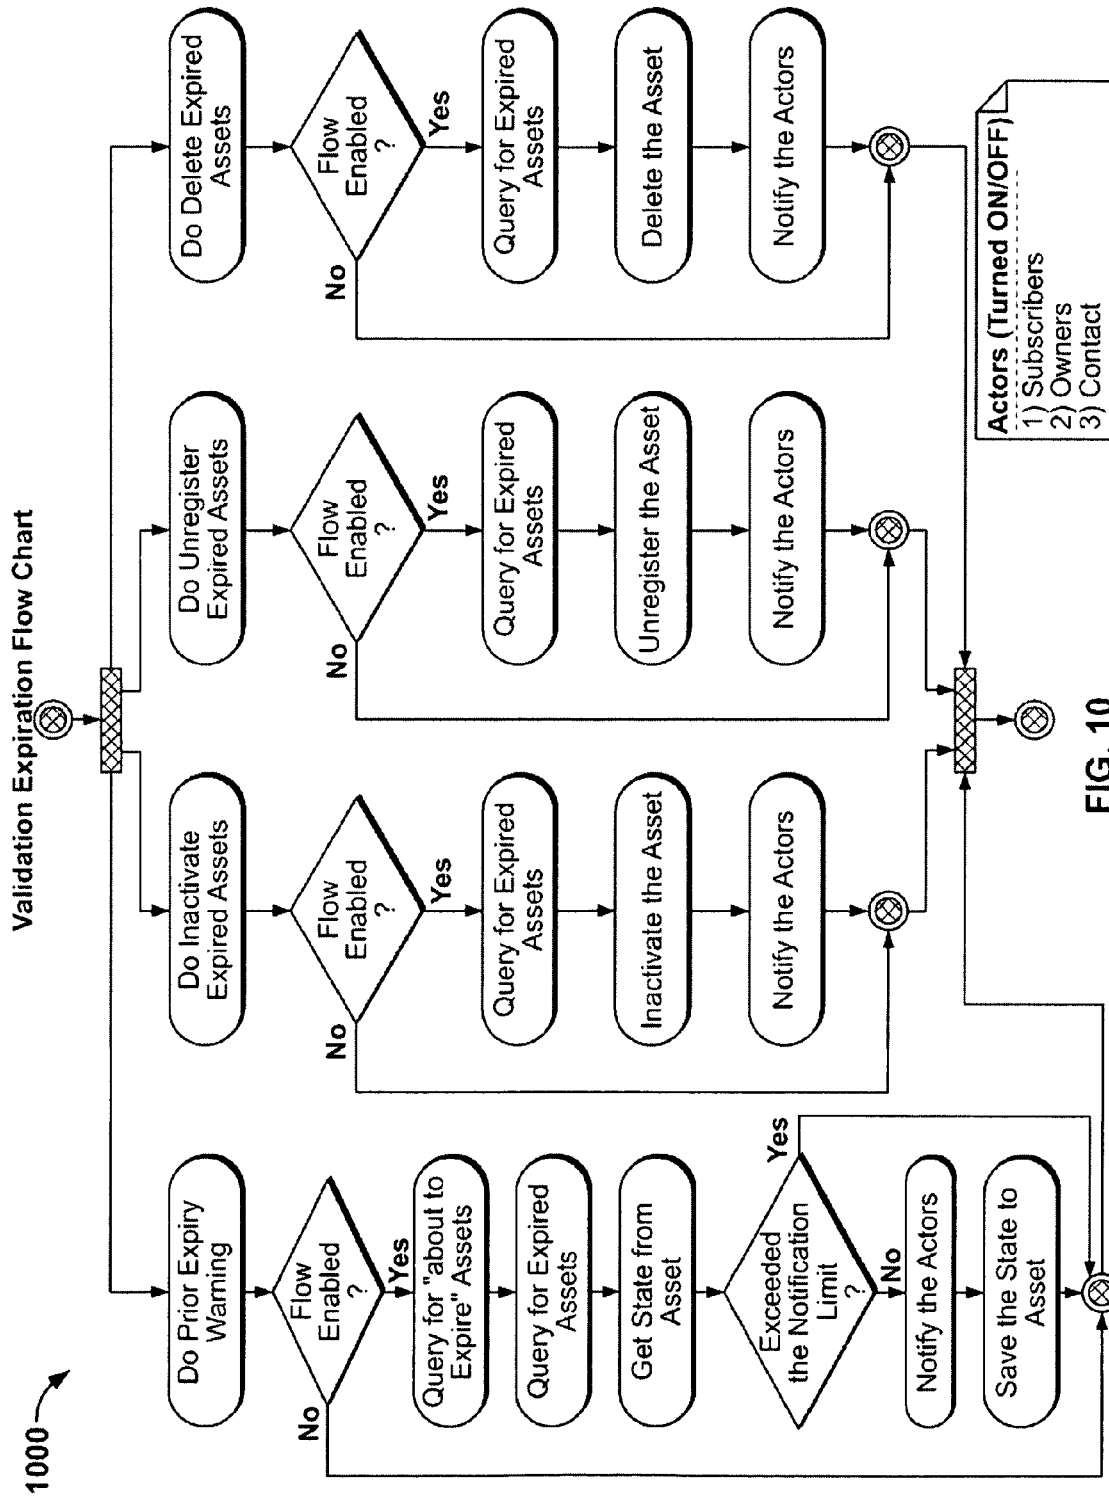 1000
Validation Expiration Flow Chart
Do Prior Expiry
Warning
Flow
Enabled
?
No
Yes
Query for "about to
Expire" Assets
Query for Expired
Assets
Get State from
Asset
Exceeded
the Notification
Limit
?
Yes
No
Notify the Actors
Save the State to
Asset
Do Inactivate
Expired Assets
Flow
Enabled
?
No
Yes
Query for Expired
Assets
Inactivate the Asset
Notify the Actors
Do Unregister
Expired Assets
Flow
Enabled
?
No
Yes
Query for Expired
Assets
Unregister the Asset
Notify the Actors
Do Delete Expired
Assets
Flow
Enabled
?
No
Yes
Query for Expired
Assets
Delete the Asset
Notify the Actors
Actors (Turned ON/OFF)
1) Subscribers
2) Owners
3) Contact
FIG. 10